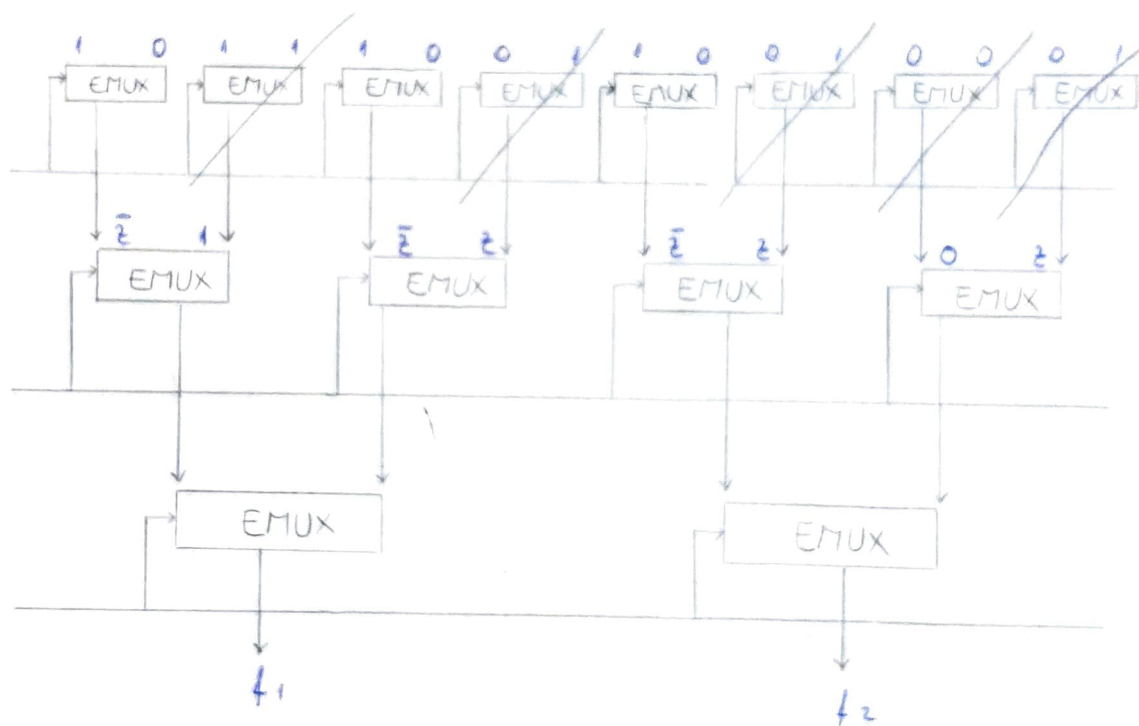 1 0 1 1 1 0 0 1 1 0 0 1 0 0 0 1
EMUX EMUX EMUX EMUX EMUX EMUX EMUX EMUX
z̄ 1 z̄ z z̄ z 0 z
EMUX EMUX EMUX EMUX
EMUX EMUX
f1 f2